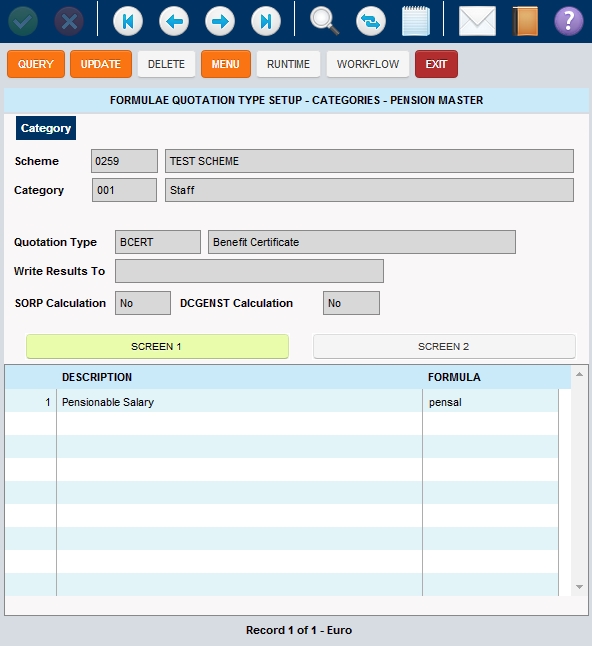 QUERY UPDATE DELETE MENU RUNTIME WORKFLOW EXIT
FORMULAE QUOTATION TYPE SETUP - CATEGORIES - PENSION MASTER
Category
Scheme 0259 TEST SCHEME
Category 001 Staff
Quotation Type BCERT Benefit Certificate
Write Results To
SORP Calculation No DCGENST Calculation No
SCREEN 1 SCREEN 2
DESCRIPTION FORMULA
1 Pensionable Salary pensal
Record 1 of 1 - Euro